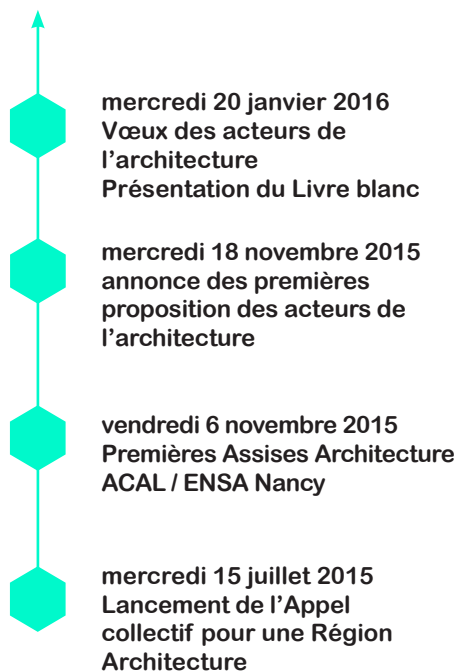 mercredi 20 janvier 2016
Vœux des acteurs de
l’architecture
Présentation du Livre blanc
mercredi 18 novembre 2015
annonce des premières
proposition des acteurs de
l’architecture
vendredi 6 novembre 2015
Premières Assises Architecture
ACAL / ENSA Nancy
mercredi 15 juillet 2015
Lancement de l’Appel
collectif pour une Région
Architecture